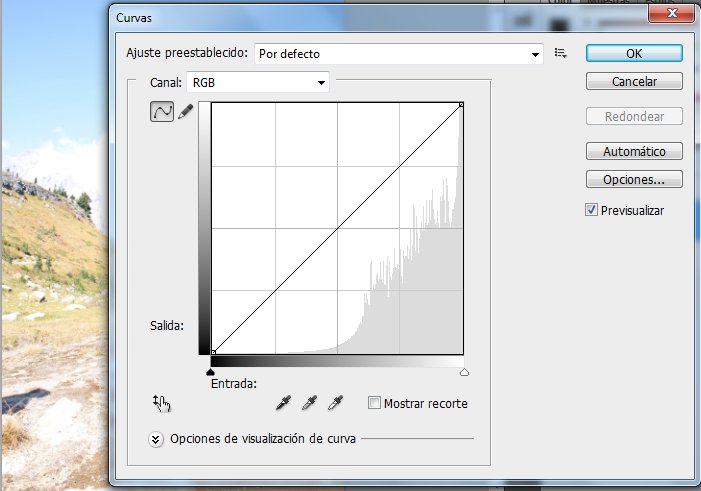 Curvas
Ajuste preestablecido: Por defecto
OK
Canal: RGB
Cancelar
Redondear
Automático
Opciones...
Previsualizar
Salida:
Entrada:
Mostrar recorte
Opciones de visualización de curva